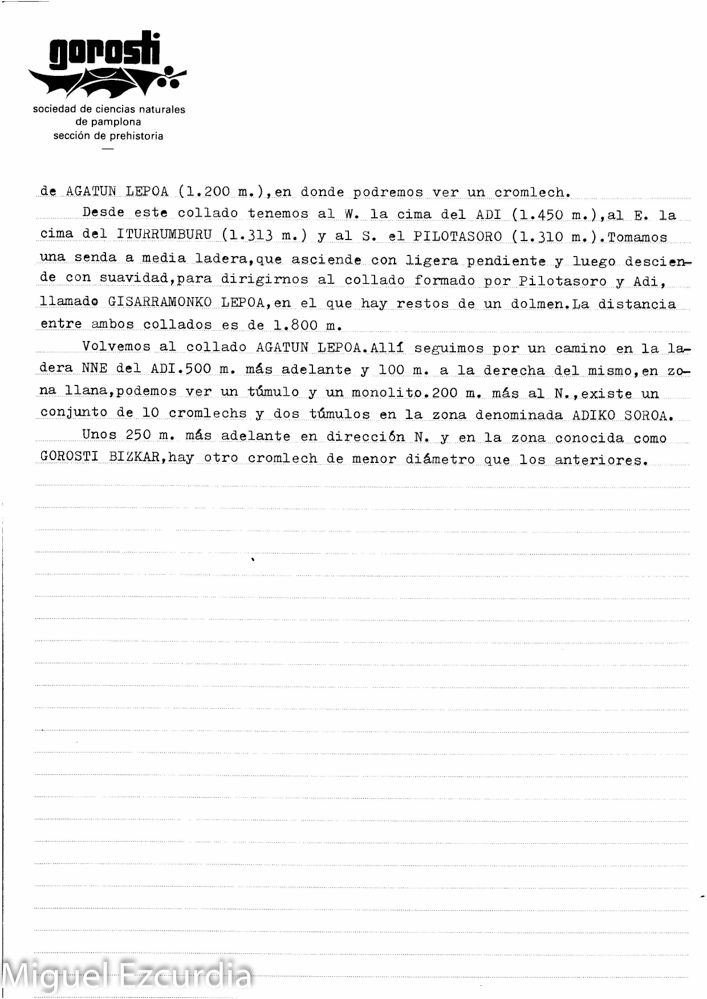 gorosti
sociedad de ciencias naturales
de pamplona
sección de prehistoria
de AGATUN LEPOA (1.200 m.),en donde podremos ver un cromlech.
Desde este collado tenemos al W. la cima del ADI (1.450 m.),al E. la
cima del ITURRUMBURU (1.313 m.) y al S. el PILOTASORO (1.310 m.).Tomamos
una senda a media ladera,que asciende con ligera pendiente y luego descien-
de con suavidad,para dirigirnos al collado formado por Pilotasoro y Adi,
llamado GISARRAMONKO LEPOA,en el que hay restos de un dolmen.La distancia
entre ambos collados es de 1.800 m.
Volvemos al collado AGATUN LEPOA.Allí seguimos por un camino en la la-
dera NNE del ADI.500 m. más adelante y 100 m. a la derecha del mismo,en zo-
na llana,podemos ver un túmulo y un monolito.200 m. más al N.,existe un
conjunto de 10 cromlechs y dos túmulos en la zona denominada ADIKO SOROA.
Unos 250 m. más adelante en dirección N. y en la zona conocida como
GOROSTI BIZKAR,hay otro cromlech de menor diámetro que los anteriores.
Miguel Ezcurdia